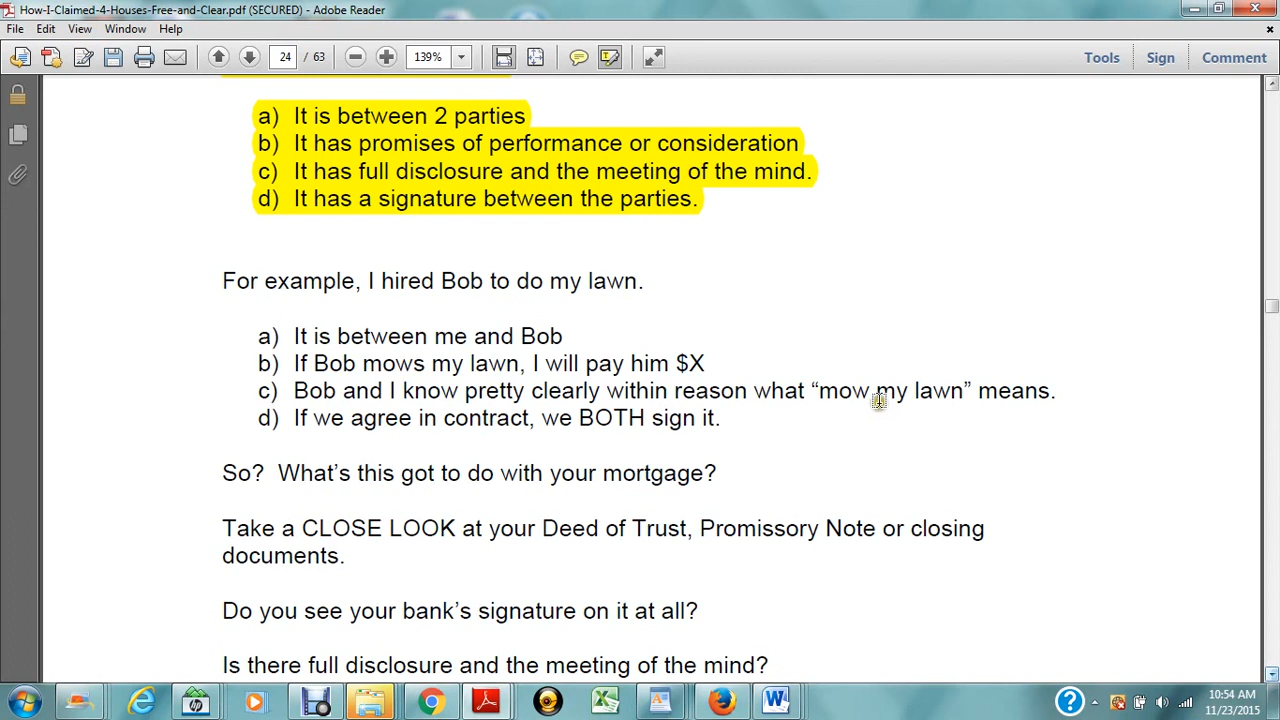 How-I-Claimed-4-Houses-Free-and-Clear.pdf (SECURED) - Adobe Reader
File Edit View Window Help
24 / 63 139% Tools Sign Comment
a) It is between 2 parties
b) It has promises of performance or consideration
c) It has full disclosure and the meeting of the mind.
d) It has a signature between the parties.
For example, I hired Bob to do my lawn.
a) It is between me and Bob
b) If Bob mows my lawn, I will pay him $X
c) Bob and I know pretty clearly within reason what “mow my lawn” means.
d) If we agree in contract, we BOTH sign it.
So? What’s this got to do with your mortgage?
Take a CLOSE LOOK at your Deed of Trust, Promissory Note or closing
documents.
Do you see your bank’s signature on it at all?
Is there full disclosure and the meeting of the mind?
10:54 AM
11/23/2015